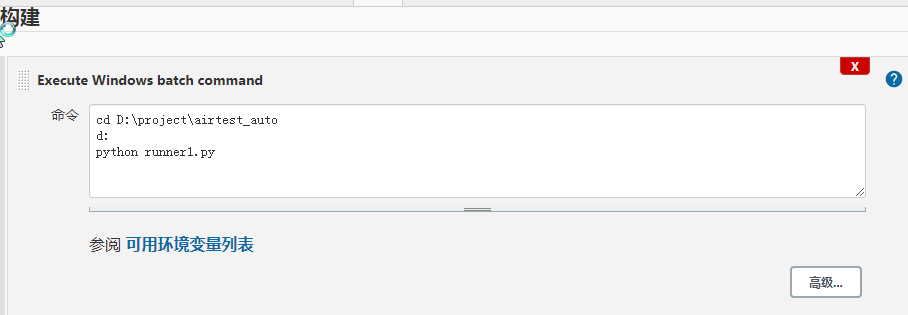 构建
Execute Windows batch command
X
命令
cd D:\project\airtest_auto
d:
python runner1.py
参阅 可用环境变量列表
高级...